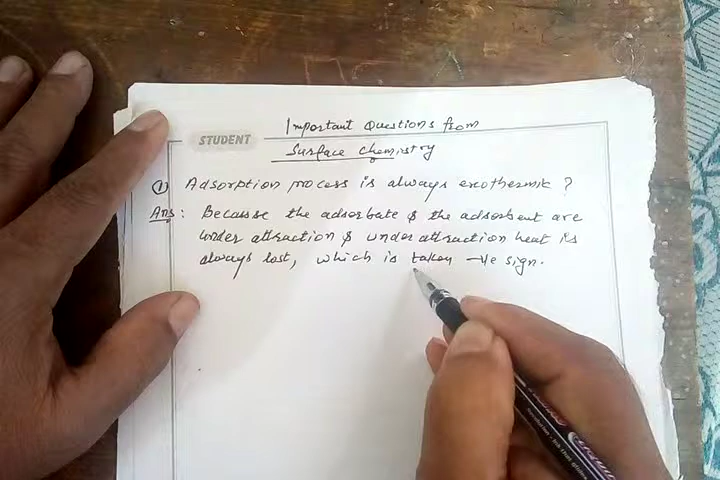 Important Questions from
STUDENT
Surface Chemistry
① Adsorption process is always exothermic ?
Ans: Because the adsorbate & the adsorbent are
under attraction & under attraction heat is
always lost, which is taken -Ve sign.